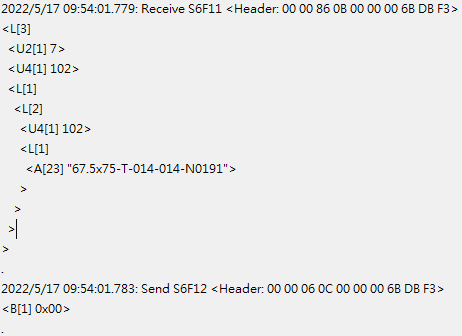 2022/5/17 09:54:01.779: Receive S6F11 <Header: 00 00 86 0B 00 00 00 6B DB F3>
<L[3]
<U2[1] 7>
<U4[1] 102>
<L[1]
<L[2]
<U4[1] 102>
<L[1]
<A[23] "67.5x75-T-014-014-N0191">
>
>
>
>
.
2022/5/17 09:54:01.783: Send S6F12 <Header: 00 00 06 0C 00 00 00 6B DB F3>
<B[1] 0x00>
.